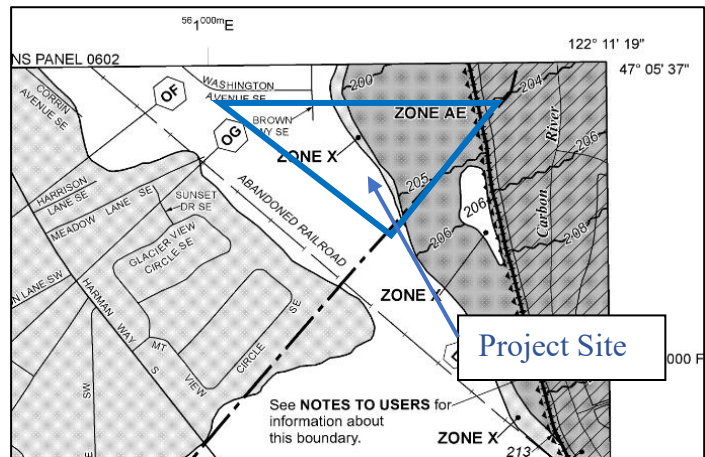 ⁵⁶1⁰⁰⁰ᵐE
122° 11' 19"
47° 05' 37"
NS PANEL 0602
CORRIN
AVENUE SE
OF
WASHINGTON
AVENUE SE
200
ZONE AE
204
OG
BROWN
WY SE
ZONE X
River
206
HARRISON
LANE SE
MEADOW LANE SE
SUNSET
DR SE
ABANDONED RAILROAD
205
206
Carbon
GLACIER VIEW
CIRCLE SE
206
208
N LANE SW
HARMAN WAY S
ZONE X
MT
VIEW
CIRCLE
SE
Project Site
000 F
SW
See NOTES TO USERS for
information about
this boundary.
ZONE X
213